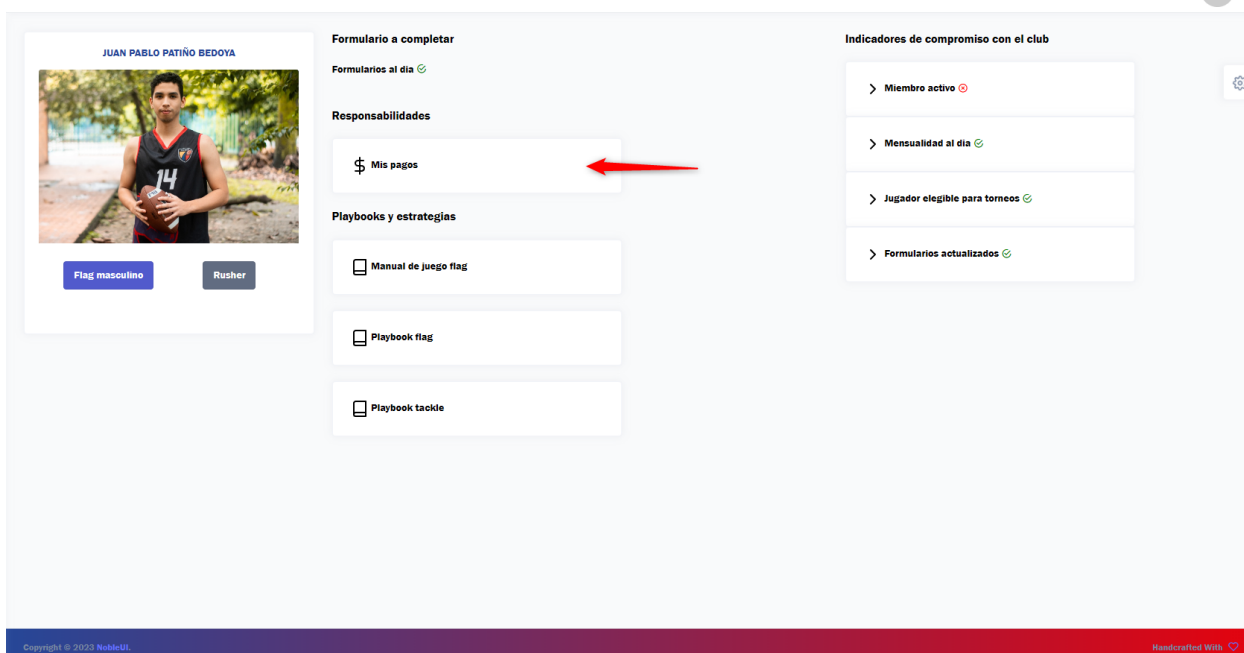 JUAN PABLO PATIÑO BEDOYA
14
Flag masculino
Rusher
Formulario a completar
Formularios al dia
Responsabilidades
$ Mis pagos
Playbooks y estrategias
Manual de juego flag
Playbook flag
Playbook tackle
Indicadores de compromiso con el club
Miembro activo
Mensualidad al dia
Jugador elegible para torneos
Formularios actualizados
Copyright © 2023 NobleUI.
Handcrafted With